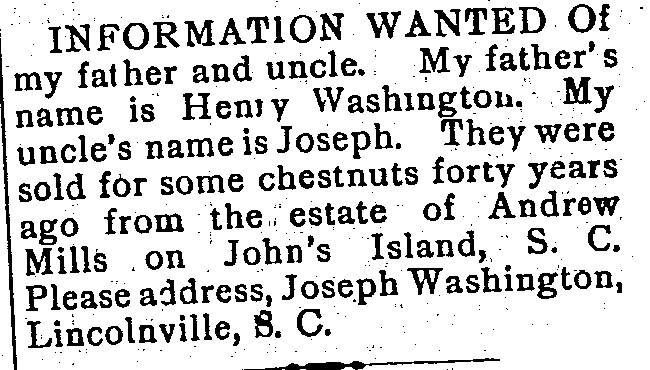 INFORMATION WANTED Of
my father and uncle. My father's
name is Henry Washington. My
uncle's name is Joseph. They were
sold for some chestnuts forty years
ago from the estate of Andrew
Mills on John's Island, S. C.
Please address, Joseph Washington,
Lincolnville, S. C.